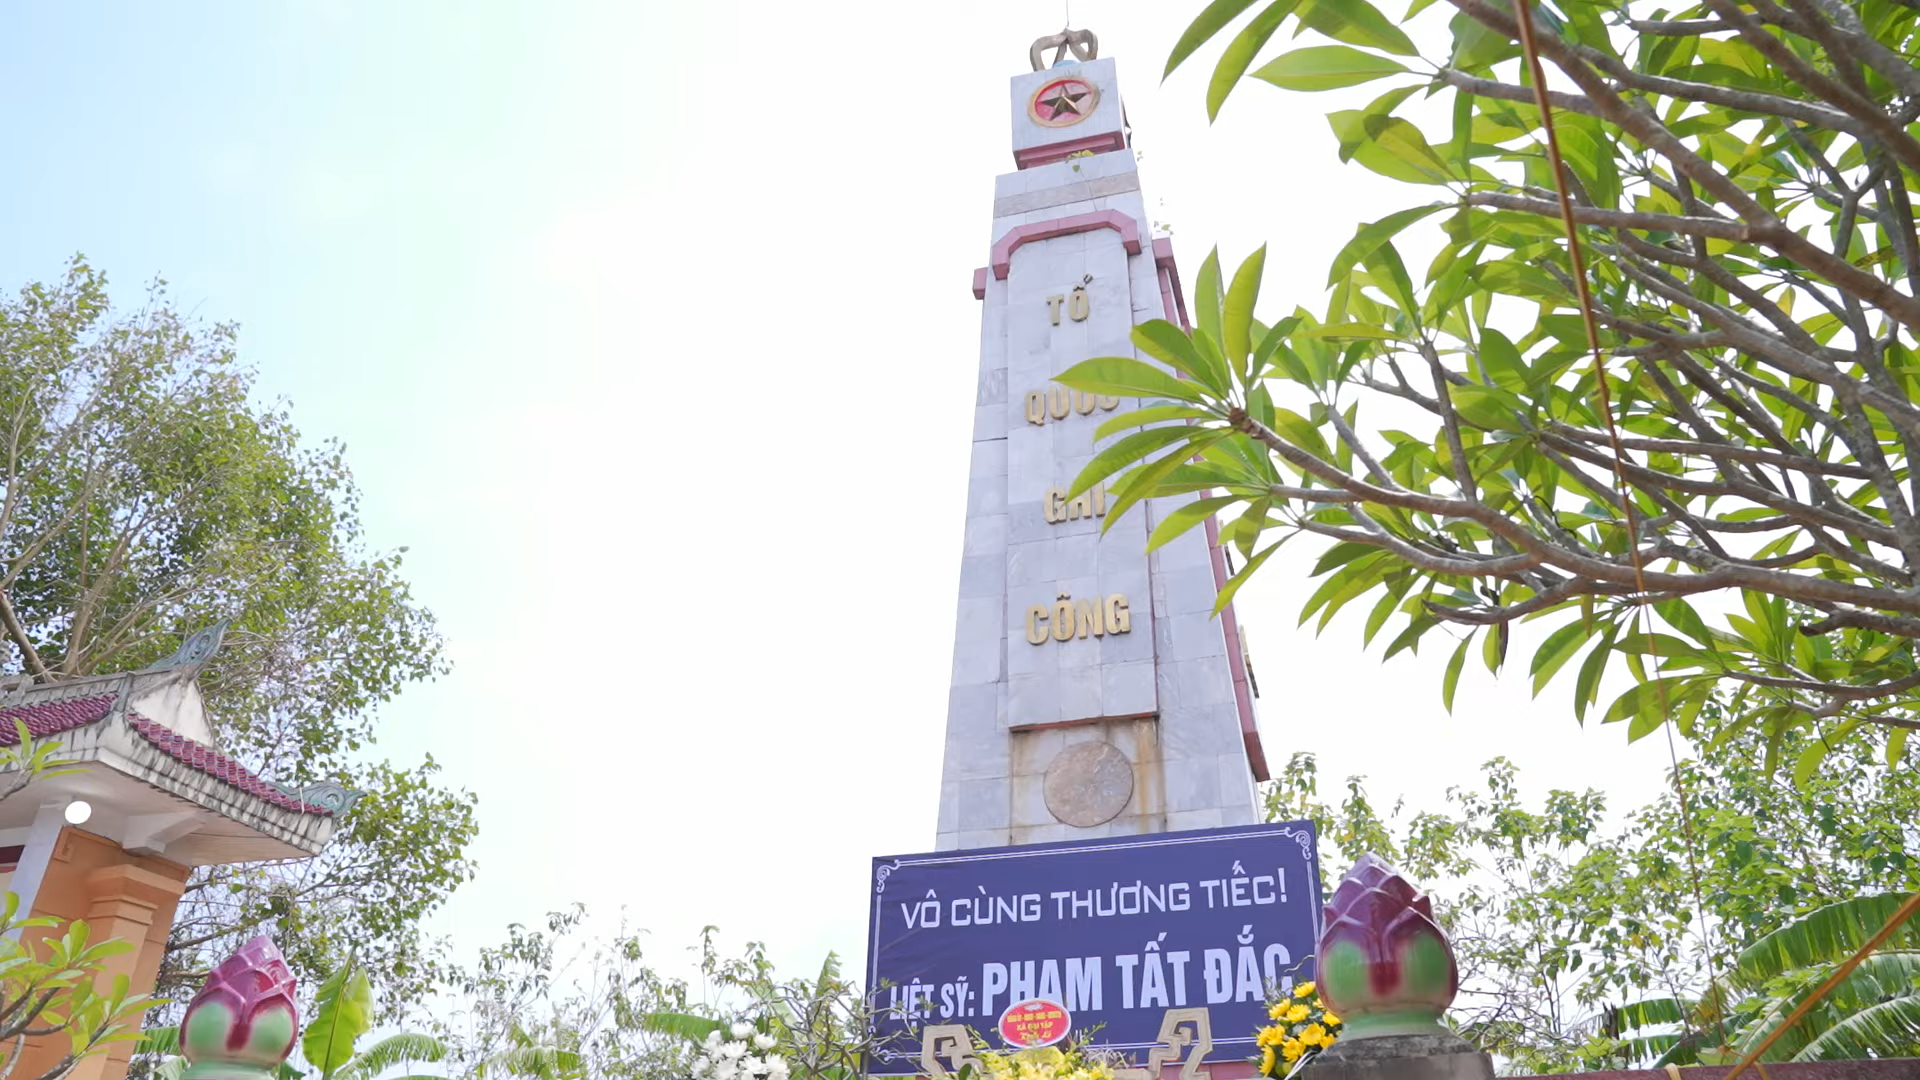 TỔ
QUỐC
GHI
CÔNG
VÔ CÙNG THƯƠNG TIẾC!
LIỆT SỸ: PHẠM TẤT ĐẮC